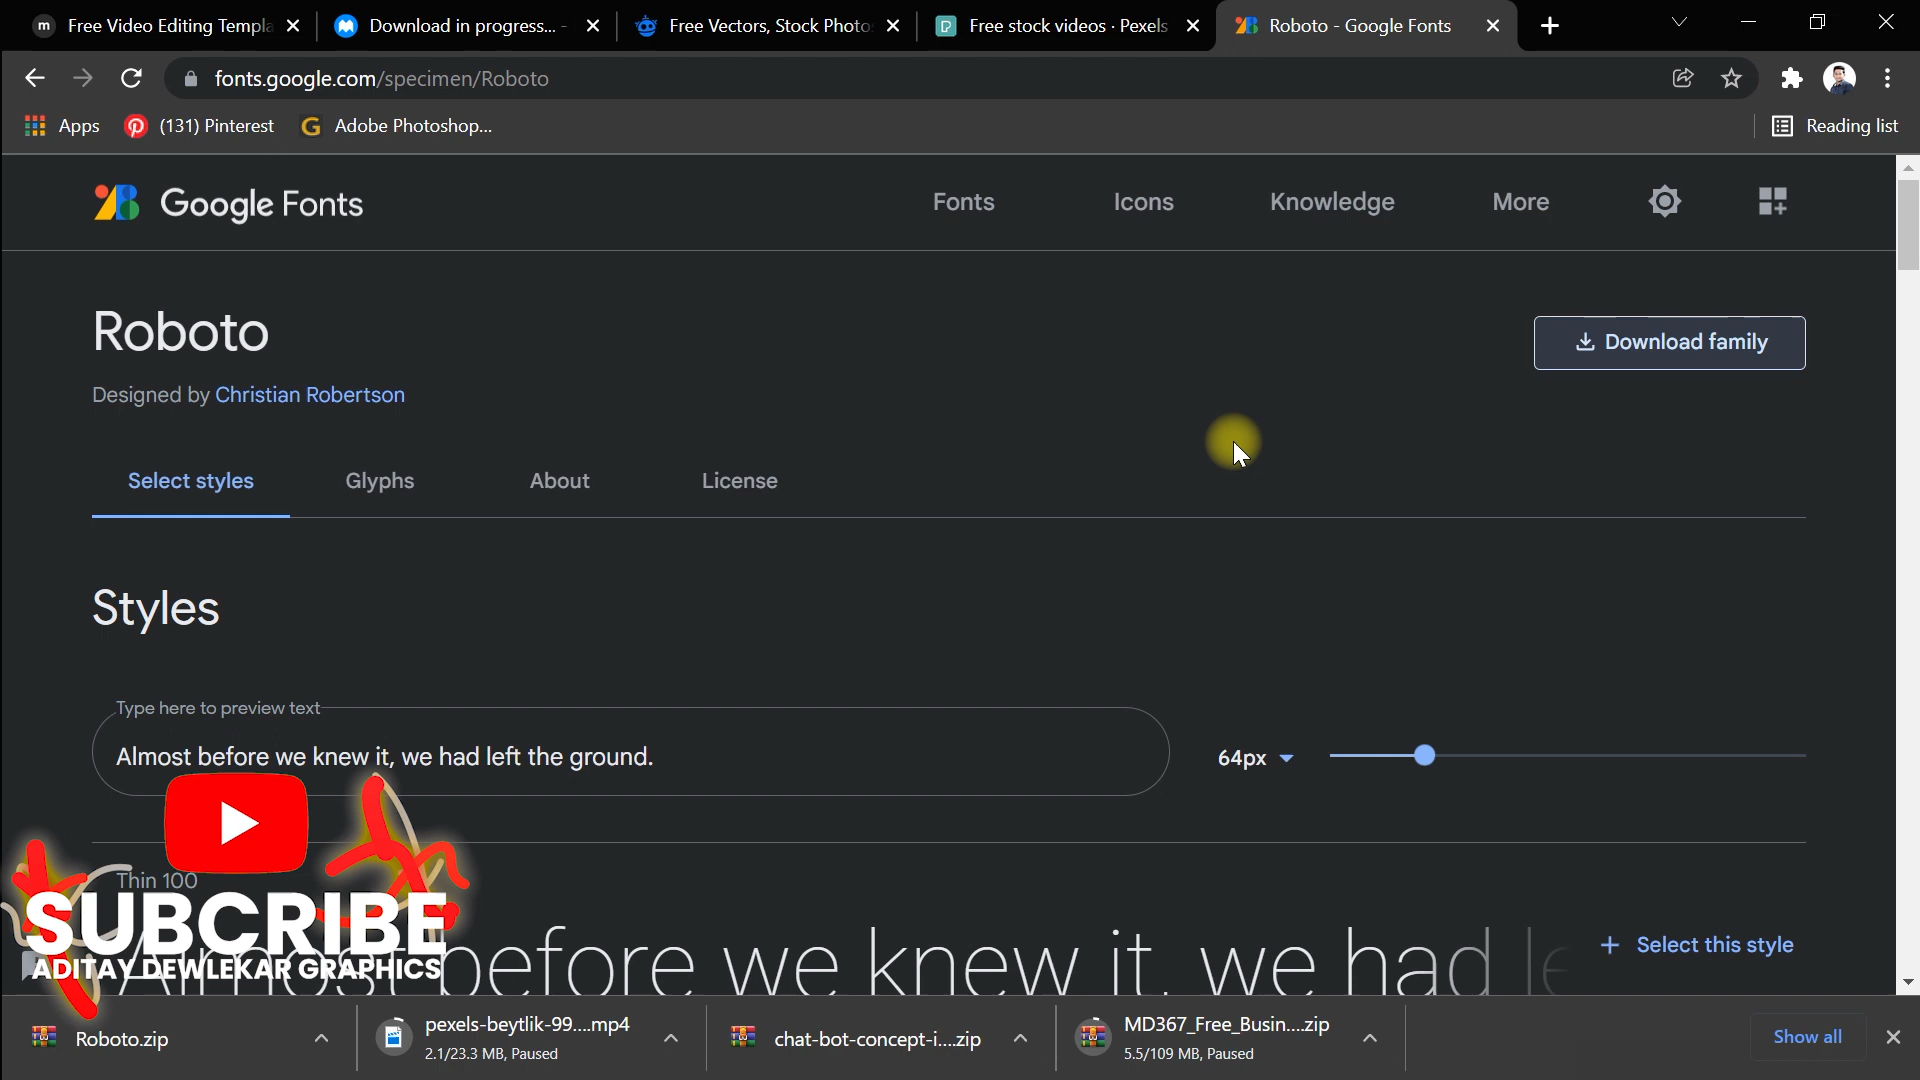 Free Video Editing Templa
Download in progress... -
Free Vectors, Stock Photo
Free stock videos · Pexels
Roboto - Google Fonts
fonts.google.com/specimen/Roboto
Apps
(131) Pinterest
Adobe Photoshop...
Reading list
Google Fonts
Fonts
Icons
Knowledge
More
Roboto
Download family
Designed by Christian Robertson
Select styles
Glyphs
About
License
Styles
Type here to preview text
Almost before we knew it, we had left the ground.
64px
Thin 100
SUBCRIBE
ADITAY DEWLEKAR GRAPHICS
Almost before we knew it, we had le
Select this style
Roboto.zip
pexels-beytlik-99....mp4
2.1/23.3 MB, Paused
chat-bot-concept-i....zip
MD367_Free_Busin....zip
5.5/109 MB, Paused
Show all